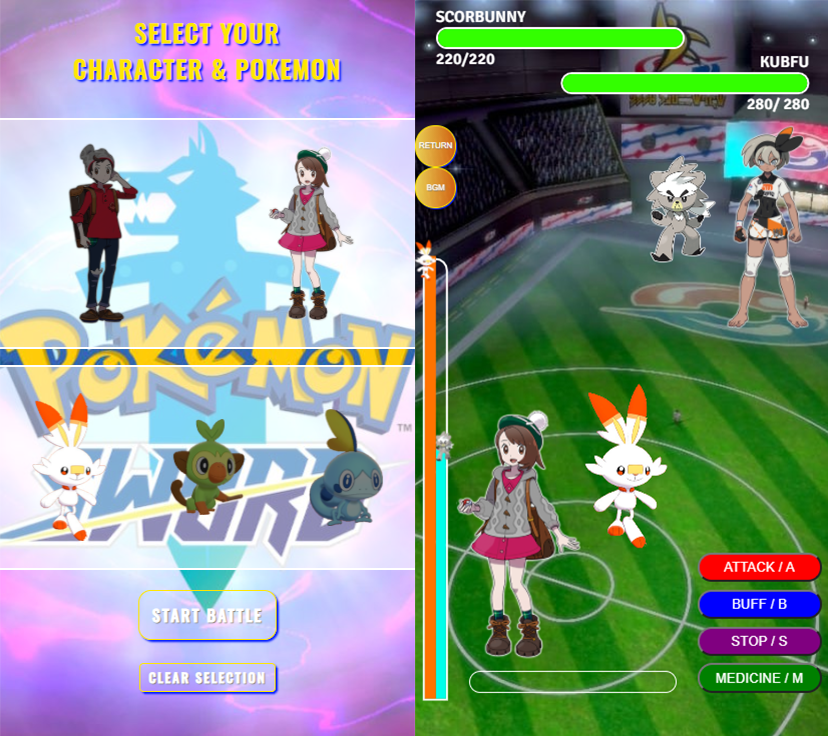 SELECT YOUR
CHARACTER & POKEMON
POKéMON
TM
SWORD
START BATTLE
CLEAR SELECTION
SCORBUNNY
220/220
KUBFU
280/ 280
RETURN
BGM
ATTACK / A
BUFF / B
STOP / S
MEDICINE / M